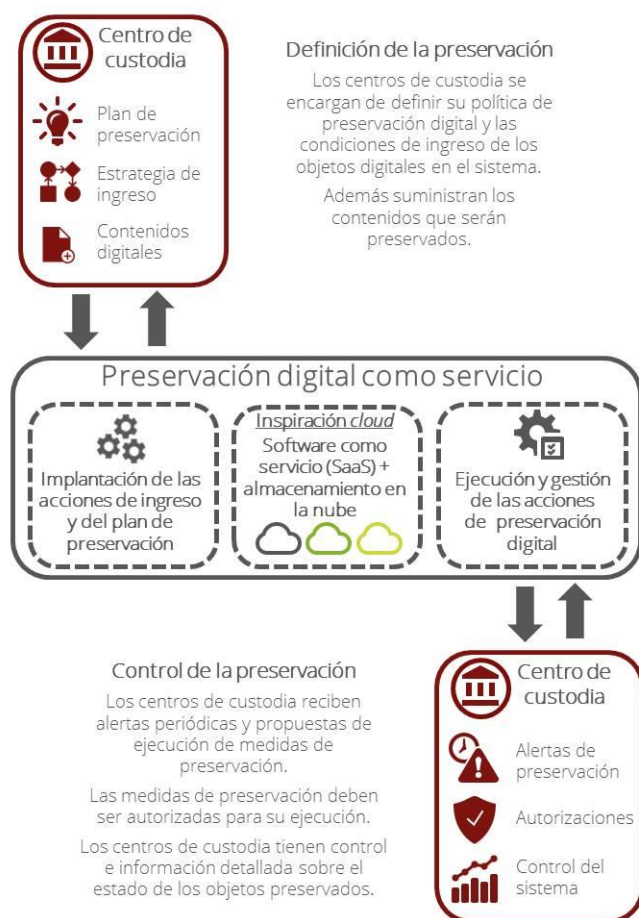 Centro de
custodia
Plan de
preservación
Estrategia de
ingreso
Contenidos
digitales
Definición de la preservación
Los centros de custodia se
encargan de definir su política de
preservación digital y las
condiciones de ingreso de los
objetos digitales en el sistema.
Además suministran los
contenidos que serán
preservados.
Preservación digital como servicio
Implantación de las
acciones de ingreso
y del plan de
preservación
Inspiración cloud
Software como
servicio (SaaS) +
almacenamiento en
la nube
Ejecución y gestión
de las acciones
de preservación
digital
Control de la preservación
Los centros de custodia reciben
alertas periódicas y propuestas de
ejecución de medidas de
preservación.
Las medidas de preservación deben
ser autorizadas para su ejecución.
Los centros de custodia tienen control
e información detallada sobre el
estado de los objetos preservados.
Centro de
custodia
Alertas de
preservación
Autorizaciones
Control del
sistema